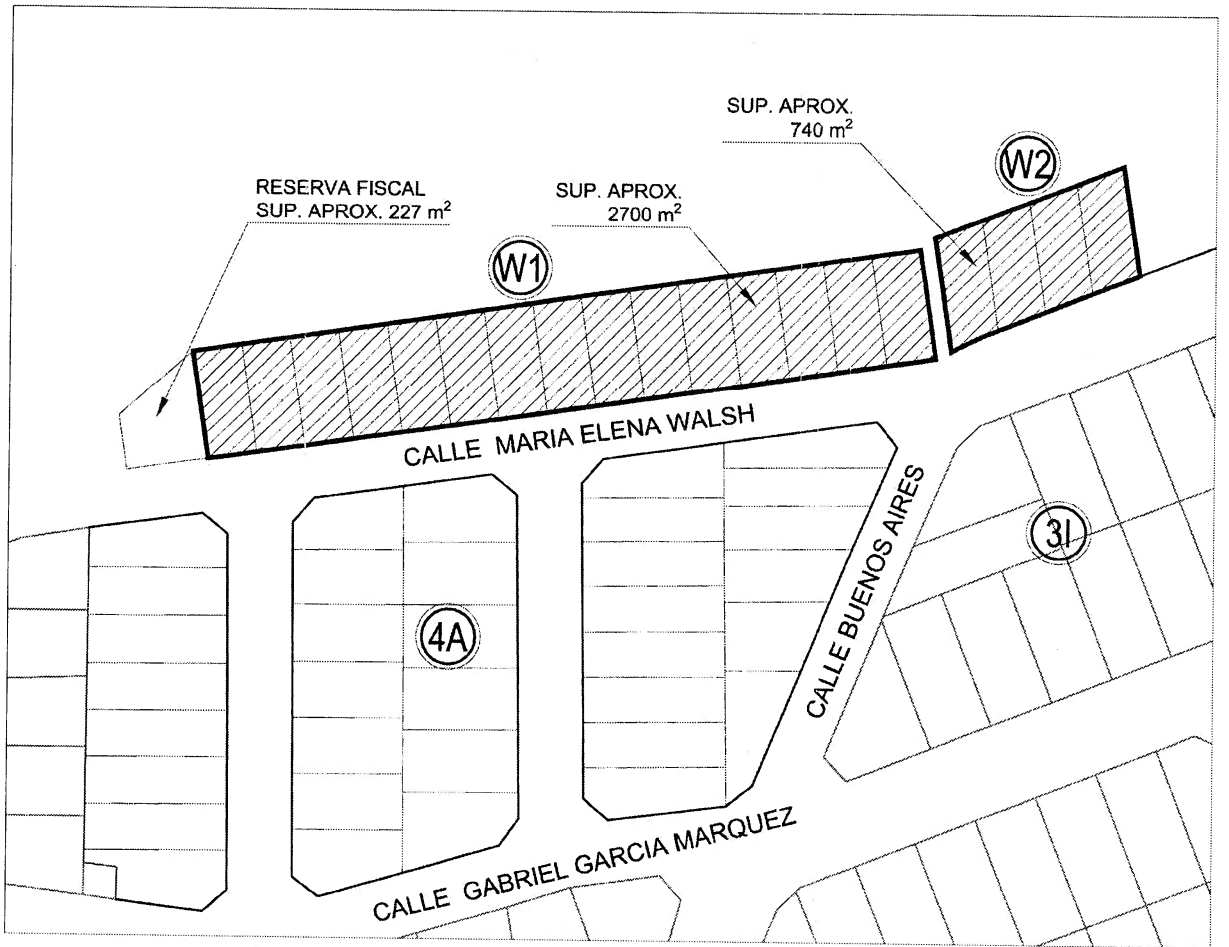 SUP. APROX.
740 m²
W2
RESERVA FISCAL
SUP. APROX. 227 m²
SUP. APROX.
2700 m²
W1
CALLE MARIA ELENA WALSH
CALLE BUENOS AIRES
3I
4A
CALLE GABRIEL GARCIA MARQUEZ